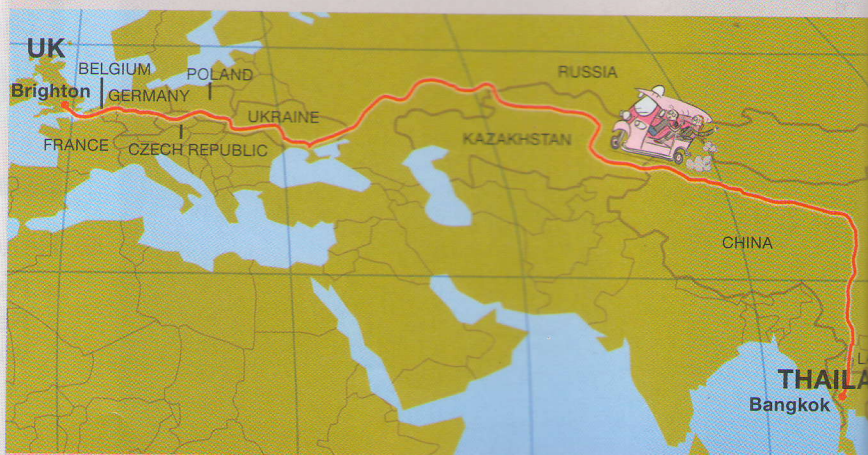 UK
BELGIUM
POLAND
RUSSIA
Brighton
GERMANY
UKRAINE
FRANCE
CZECH REPUBLIC
KAZAKHSTAN
CHINA
THAILA
Bangkok